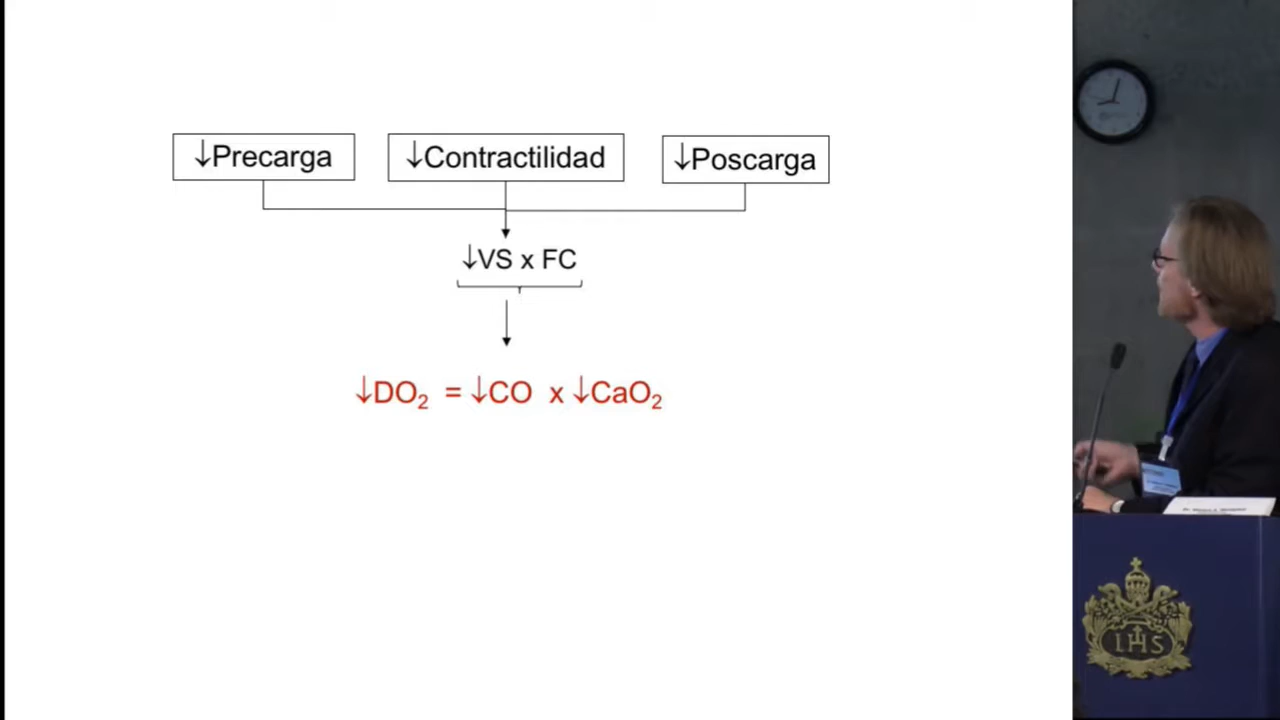 ↓Precarga
↓Contractilidad
↓Poscarga
↓VS x FC
↓DO₂ = ↓CO x ↓CaO₂
IHS